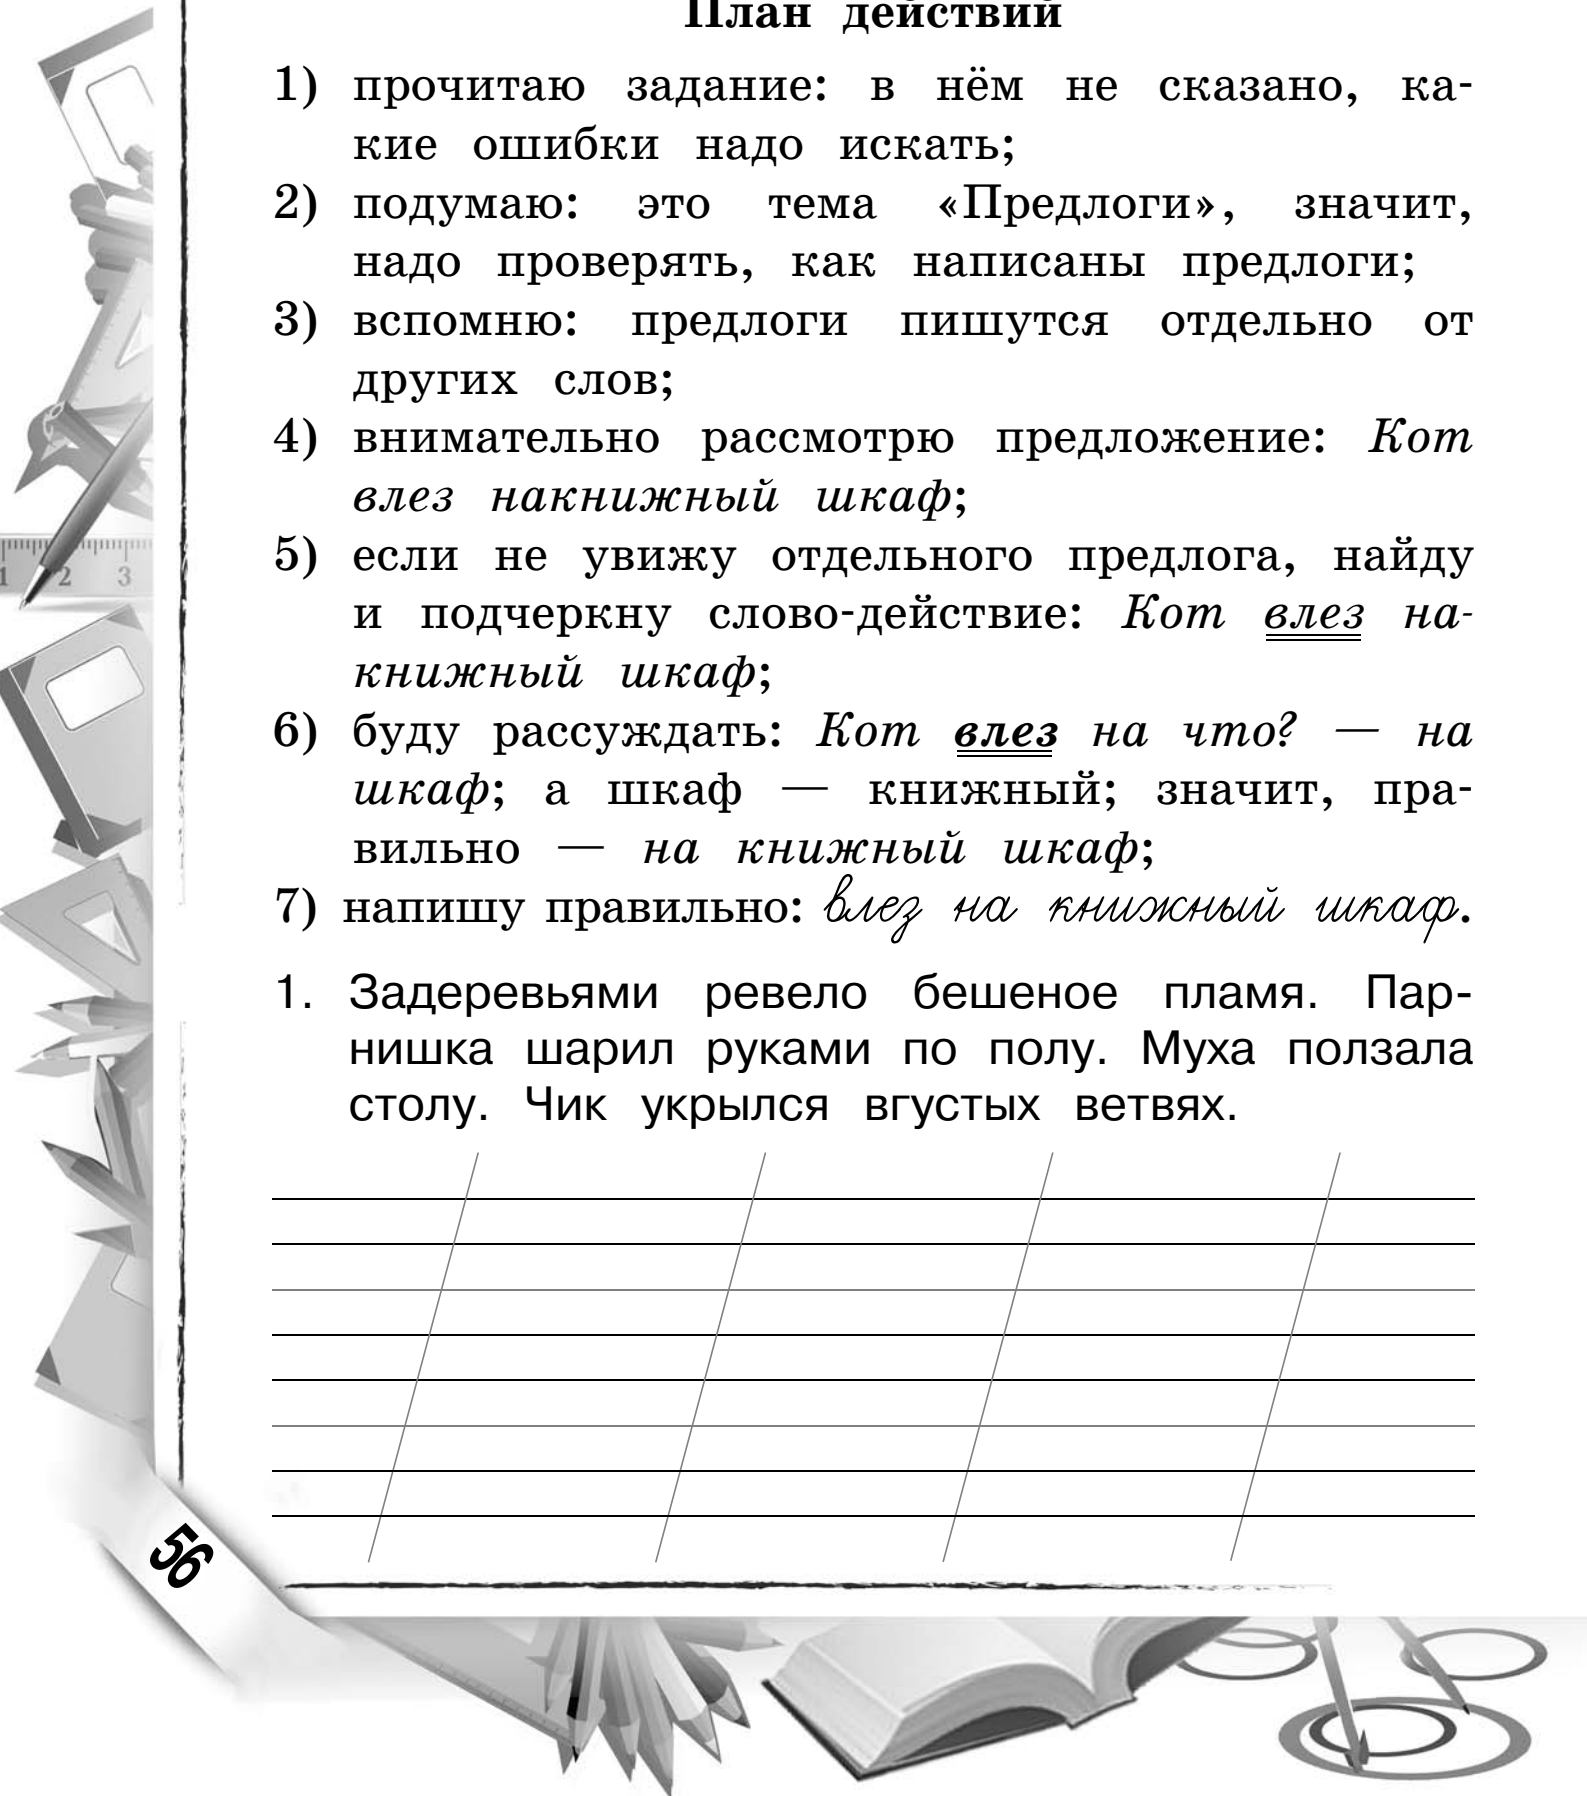 План действий
1) прочитаю задание: в нём не сказано, ка-
кие ошибки надо искать;
2) подумаю: это тема «Предлоги», значит,
надо проверять, как написаны предлоги;
3) вспомню: предлоги пишутся отдельно от
других слов;
4) внимательно рассмотрю предложение: Кот
влез накнижный шкаф;
5) если не увижу отдельного предлога, найду
и подчеркну слово-действие: Кот влез на-
книжный шкаф;
6) буду рассуждать: Кот влез на что? — на
шкаф; а шкаф — книжный; значит, пра-
вильно — на книжный шкаф;
7) напишу правильно: влез на книжный шкаф.
1. Задеревьями ревело бешеное пламя. Пар-
нишка шарил руками по полу. Муха ползала
столу. Чик укрылся вгустых ветвях.
1 2 3
56